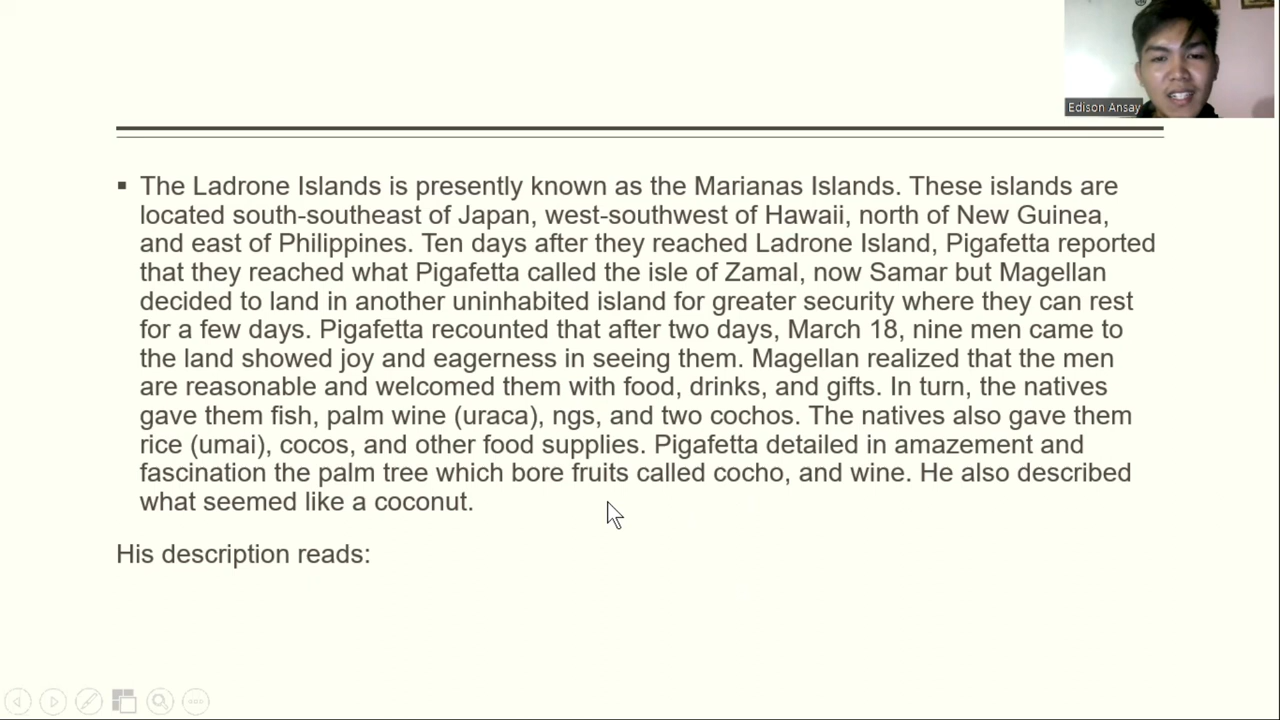 Edison Ansay
▪ The Ladrone Islands is presently known as the Marianas Islands. These islands are
located south-southeast of Japan, west-southwest of Hawaii, north of New Guinea,
and east of Philippines. Ten days after they reached Ladrone Island, Pigafetta reported
that they reached what Pigafetta called the isle of Zamal, now Samar but Magellan
decided to land in another uninhabited island for greater security where they can rest
for a few days. Pigafetta recounted that after two days, March 18, nine men came to
the land showed joy and eagerness in seeing them. Magellan realized that the men
are reasonable and welcomed them with food, drinks, and gifts. In turn, the natives
gave them fish, palm wine (uraca), ngs, and two cochos. The natives also gave them
rice (umai), cocos, and other food supplies. Pigafetta detailed in amazement and
fascination the palm tree which bore fruits called cocho, and wine. He also described
what seemed like a coconut.
His description reads: